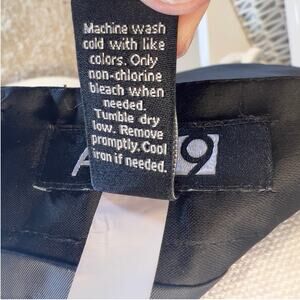 Machine wash
cold with like
colors. Only
non-chlorine
bleach when
needed.
Tumble dry
low. Remove
promptly. Cool
iron if needed.
9